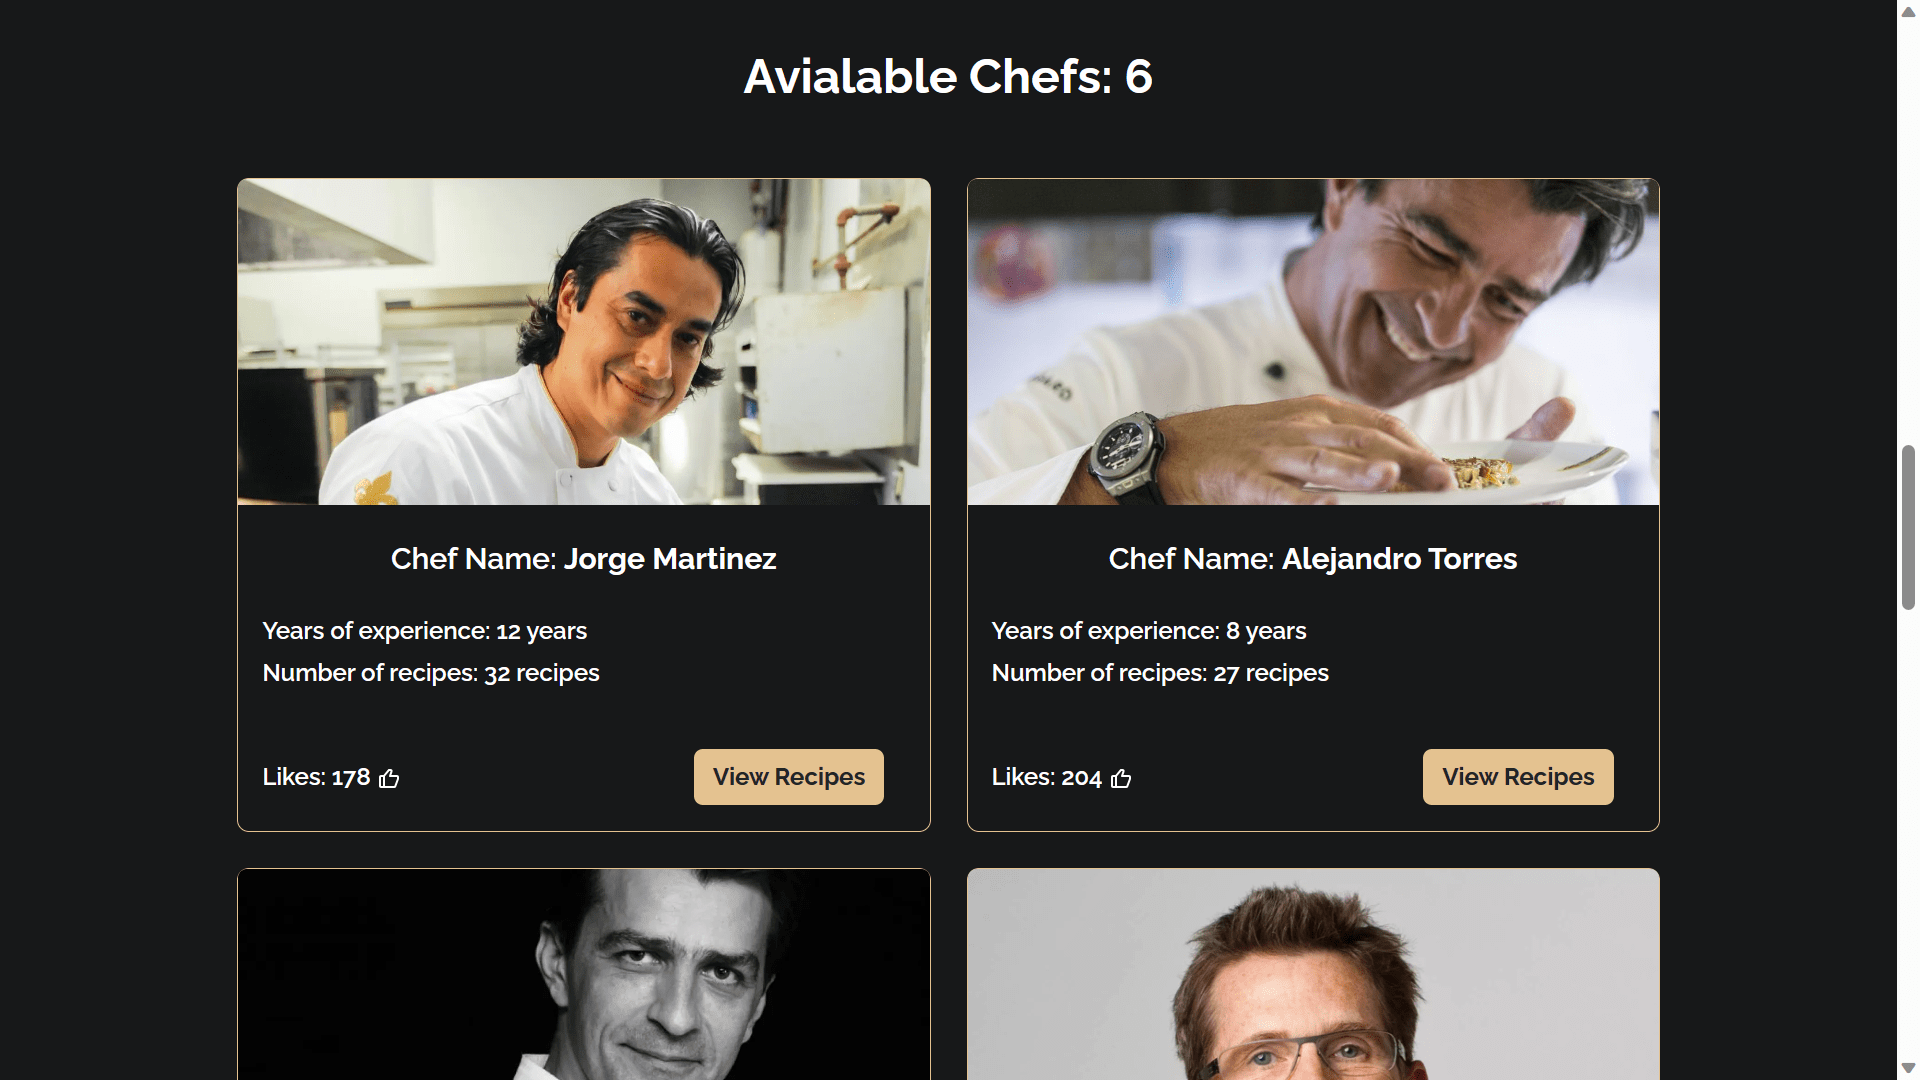 Avialable Chefs: 6
Chef Name: Jorge Martinez
Years of experience: 12 years
Number of recipes: 32 recipes
Likes: 178
View Recipes
Chef Name: Alejandro Torres
Years of experience: 8 years
Number of recipes: 27 recipes
Likes: 204
View Recipes